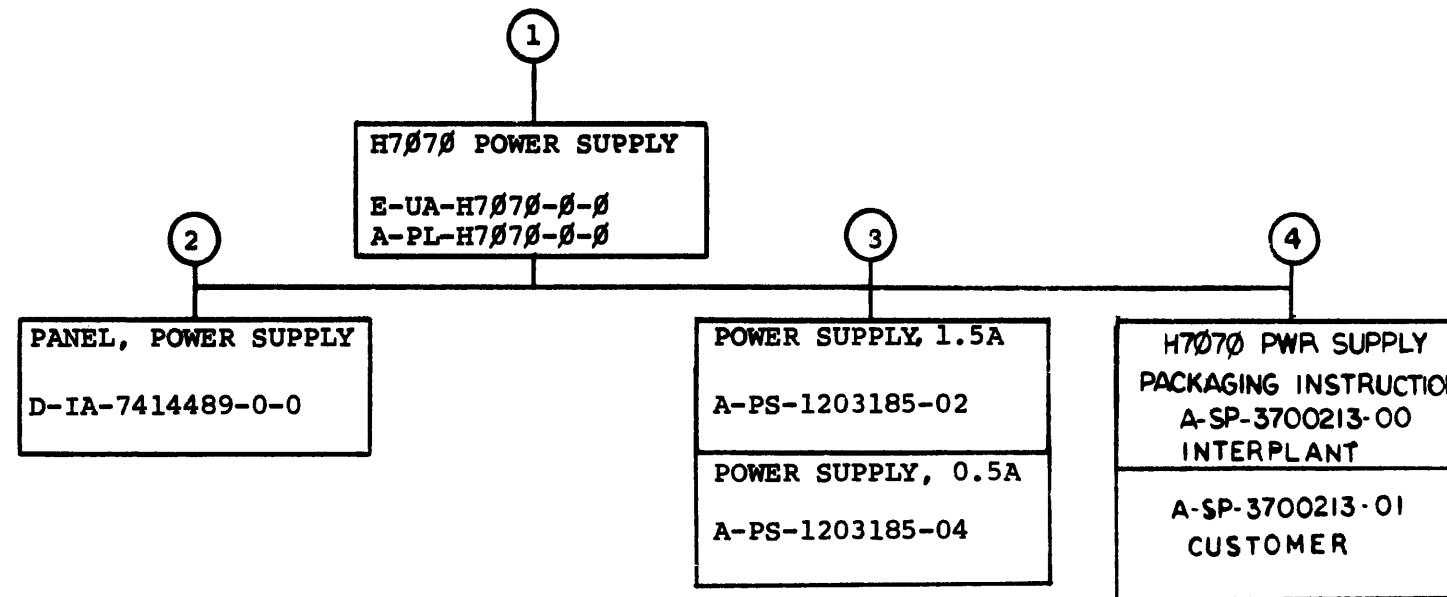 1
H7Ø7Ø POWER SUPPLY
E-UA-H7Ø7Ø-Ø-Ø
A-PL-H7Ø7Ø-Ø-Ø
2
PANEL, POWER SUPPLY
D-IA-7414489-0-0
3
POWER SUPPLY, 1.5A
A-PS-1203185-02
POWER SUPPLY, 0.5A
A-PS-1203185-04
4
H7Ø7Ø PWR SUPPLY
PACKAGING INSTRUCTION
A-SP-3700213-00
INTERPLANT
A-SP-3700213-01
CUSTOMER